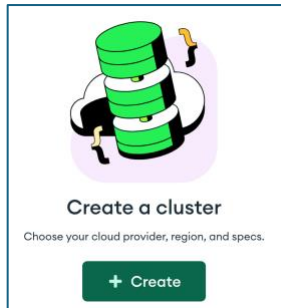 Create a cluster
Choose your cloud provider, region, and specs.
+ Create